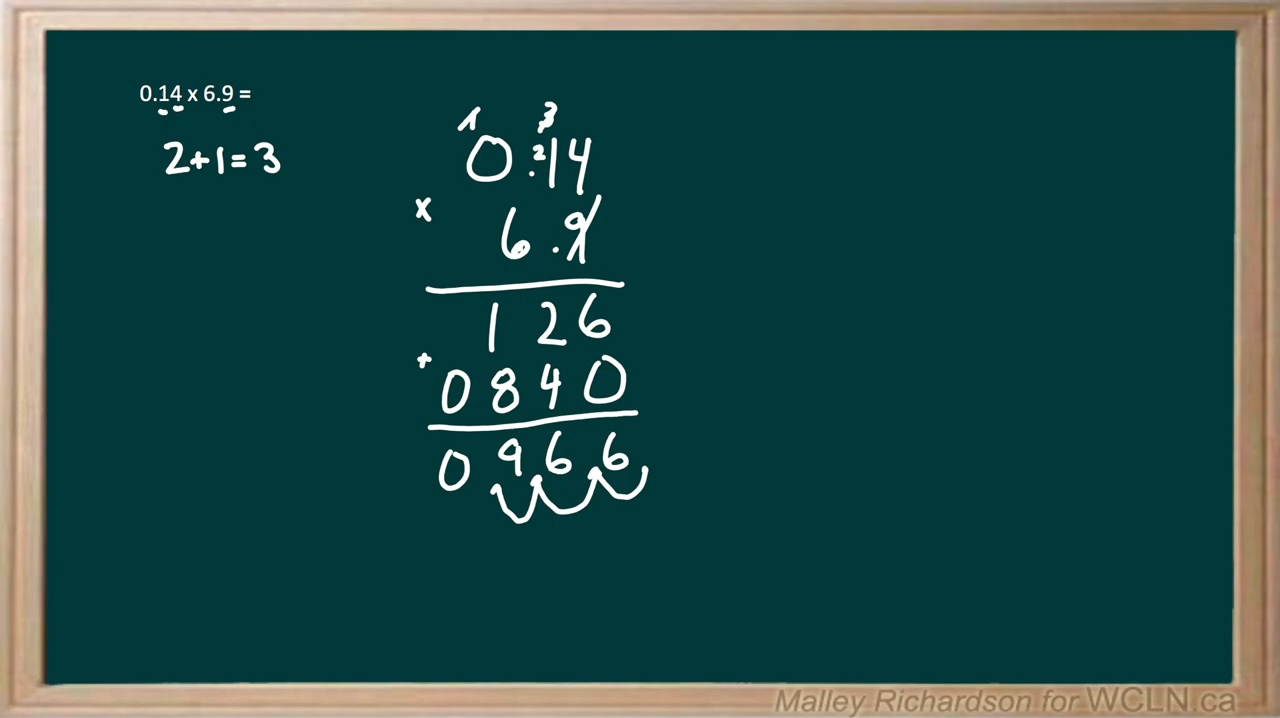 0.14 x 6.9 =
2+1=3
1 3
0.214
x 6.9
126
+ 0840
0966
Malley Richardson for WCLN.ca